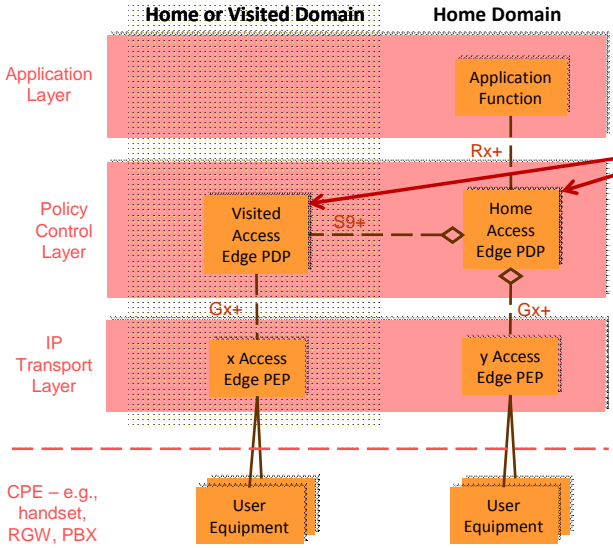 Home or Visited Domain
Home Domain
Application
Layer
Application
Function
Rx+
Policy
Control
Layer
Visited
Access
Edge PDP
S9+
Home
Access
Edge PDP
Gx+
Gx+
IP
Transport
Layer
x Access
Edge PEP
y Access
Edge PEP
CPE – e.g.,
handset,
RGW, PBX
User
Equipment
User
Equipment